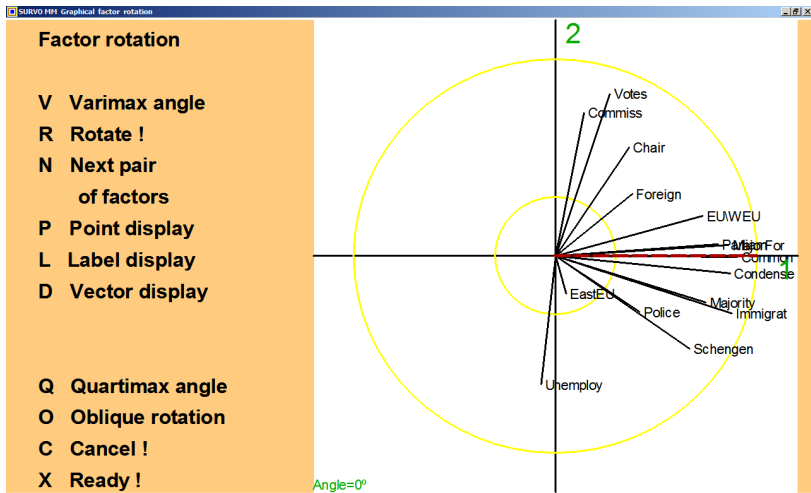 SURVO MM Graphical factor rotation
Factor rotation
V Varimax angle
R Rotate !
N Next pair
of factors
P Point display
L Label display
D Vector display
Q Quartimax angle
O Oblique rotation
C Cancel !
X Ready !
2
Votes
Commiss
Chair
Foreign
EU\WEU
MajorFor
Common
1
Condense
EastEU
Majority
Police
Immigrat
Schengen
Unemploy
Angle=0º